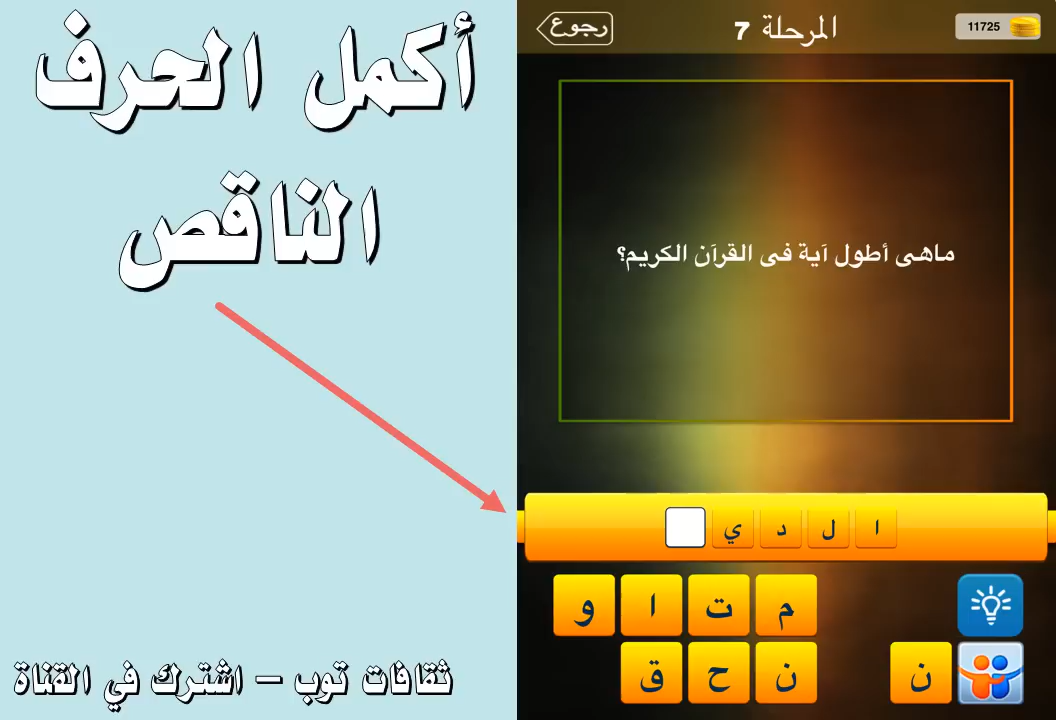 أكمل الحرف
الناقص
ثقافات توب – اشترك في القناة
رجوع
المرحلة 7
11725
ماهى أطول آية فى القرآن الكريم؟
ا ل د ي
م ت ا و
ن ن ح ق